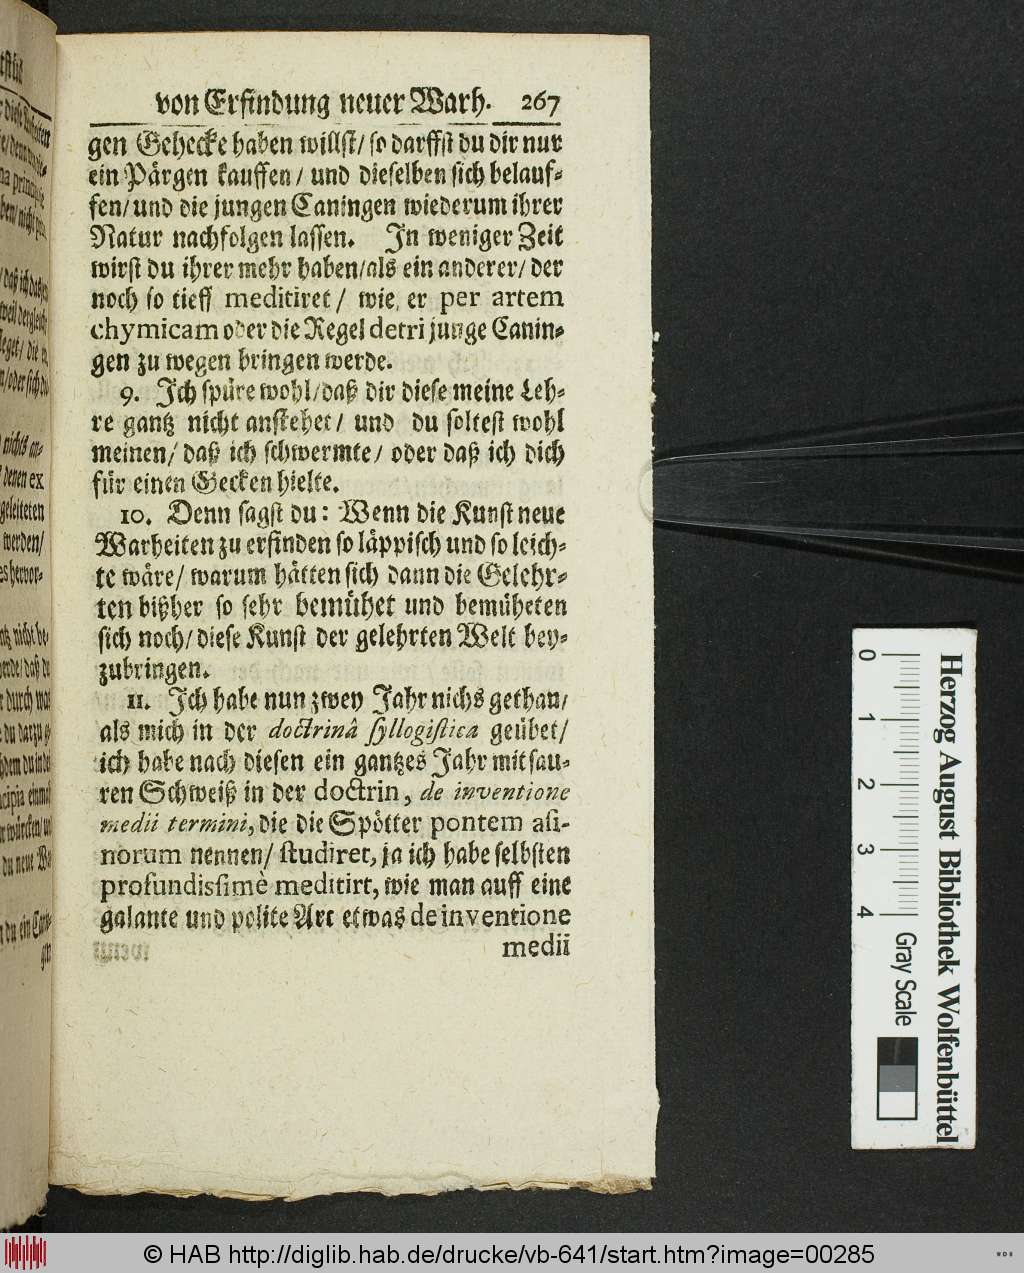 von Erfindung neuer Warh. 267
gen Gehecke haben willst/ so darffst du dir nur
ein Pärgen kauffen/ und dieselben sich belauf-
fen/ und die jungen Caningen wiederum ihrer
Natur nachfolgen lassen. In weniger Zeit
wirst du ihrer mehr haben/als ein anderer/ der
noch so tieff meditiret/ wie er per artem
chymicam oder die Regel detri junge Canin-
gen zu wegen bringen werde.
9. Ich spüre wohl/daß dir diese meine Leh-
re gantz nicht anstehet/ und du soltest wohl
meinen/ daß ich schwermte/ oder daß ich dich
für einen Gecken hielte.
10. Denn sagst du: Wenn die Kunst neue
Warheiten zu erfinden so läppisch und so leich-
te wäre/ warum hätten sich dann die Gelehr-
ten bißher so sehr bemühet und bemüheten
sich noch/ diese Kunst der gelehrten Welt bey-
zubringen.
11. Ich habe nun zwey Jahr nichs gethan/
als mich in der doctrinâ syllogistica geübet/
ich habe nach diesen ein gantzes Jahr mit sau-
ren Schweiß in der doctrin, de inventione
medii termini, die die Spötter pontem asi-
norum nennen/ studiret, ja ich habe selbsten
profundissimè meditirt, wie man auff eine
galante und polite Art etwas de inventione
medii
0 1 2 3 4
Herzog August Bibliothek Wolfenbüttel
Gray Scale
© HAB http://diglib.hab.de/drucke/vb-641/start.htm?image=00285